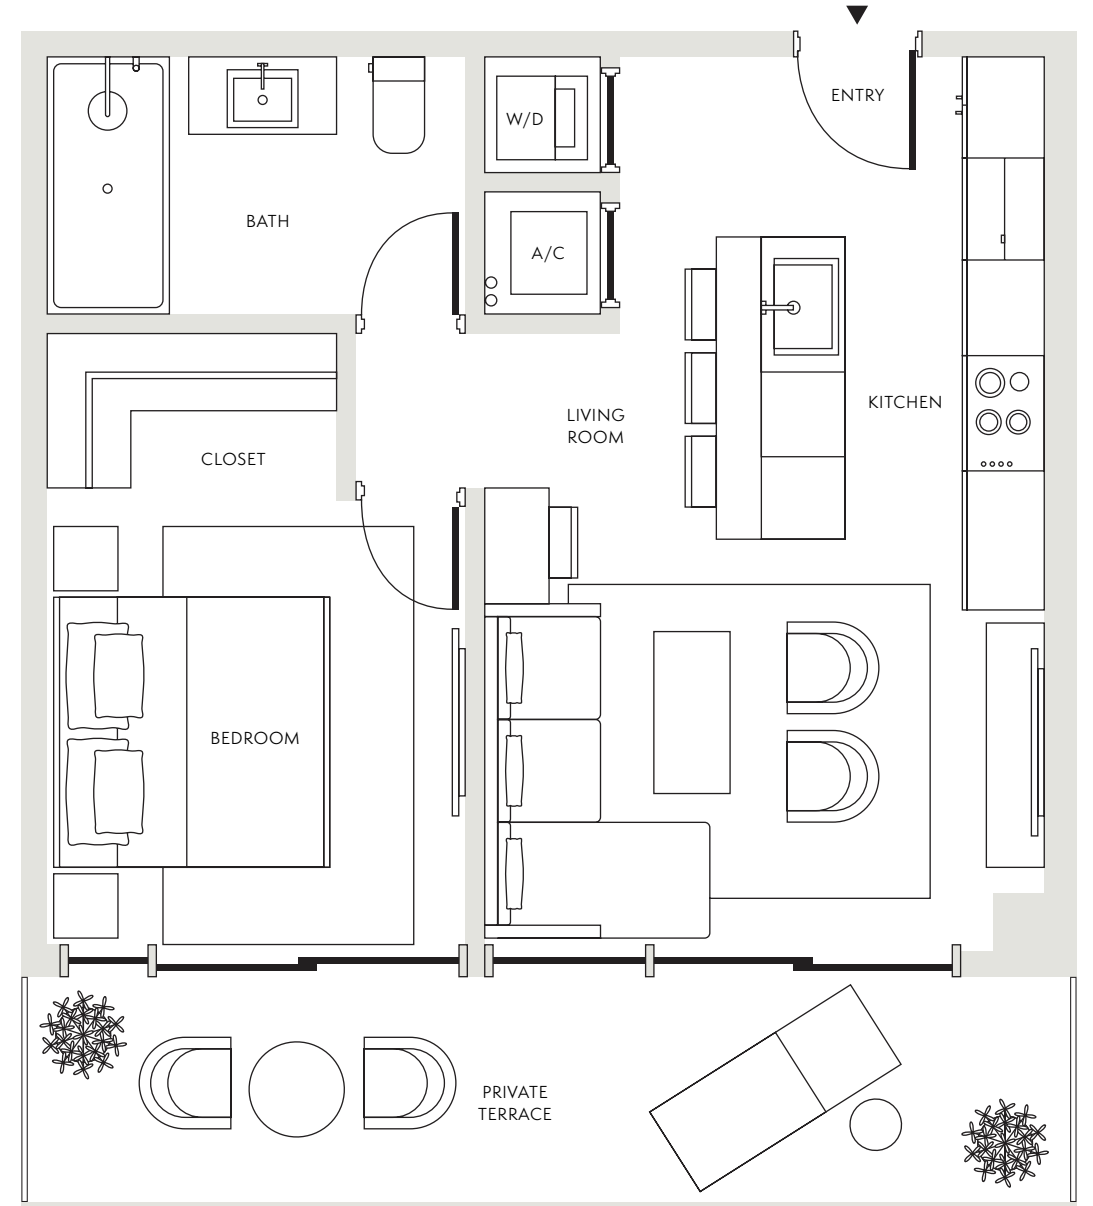 ENTRY
W/D
BATH
A/C
KITCHEN
LIVING
ROOM
CLOSET
BEDROOM
PRIVATE
TERRACE